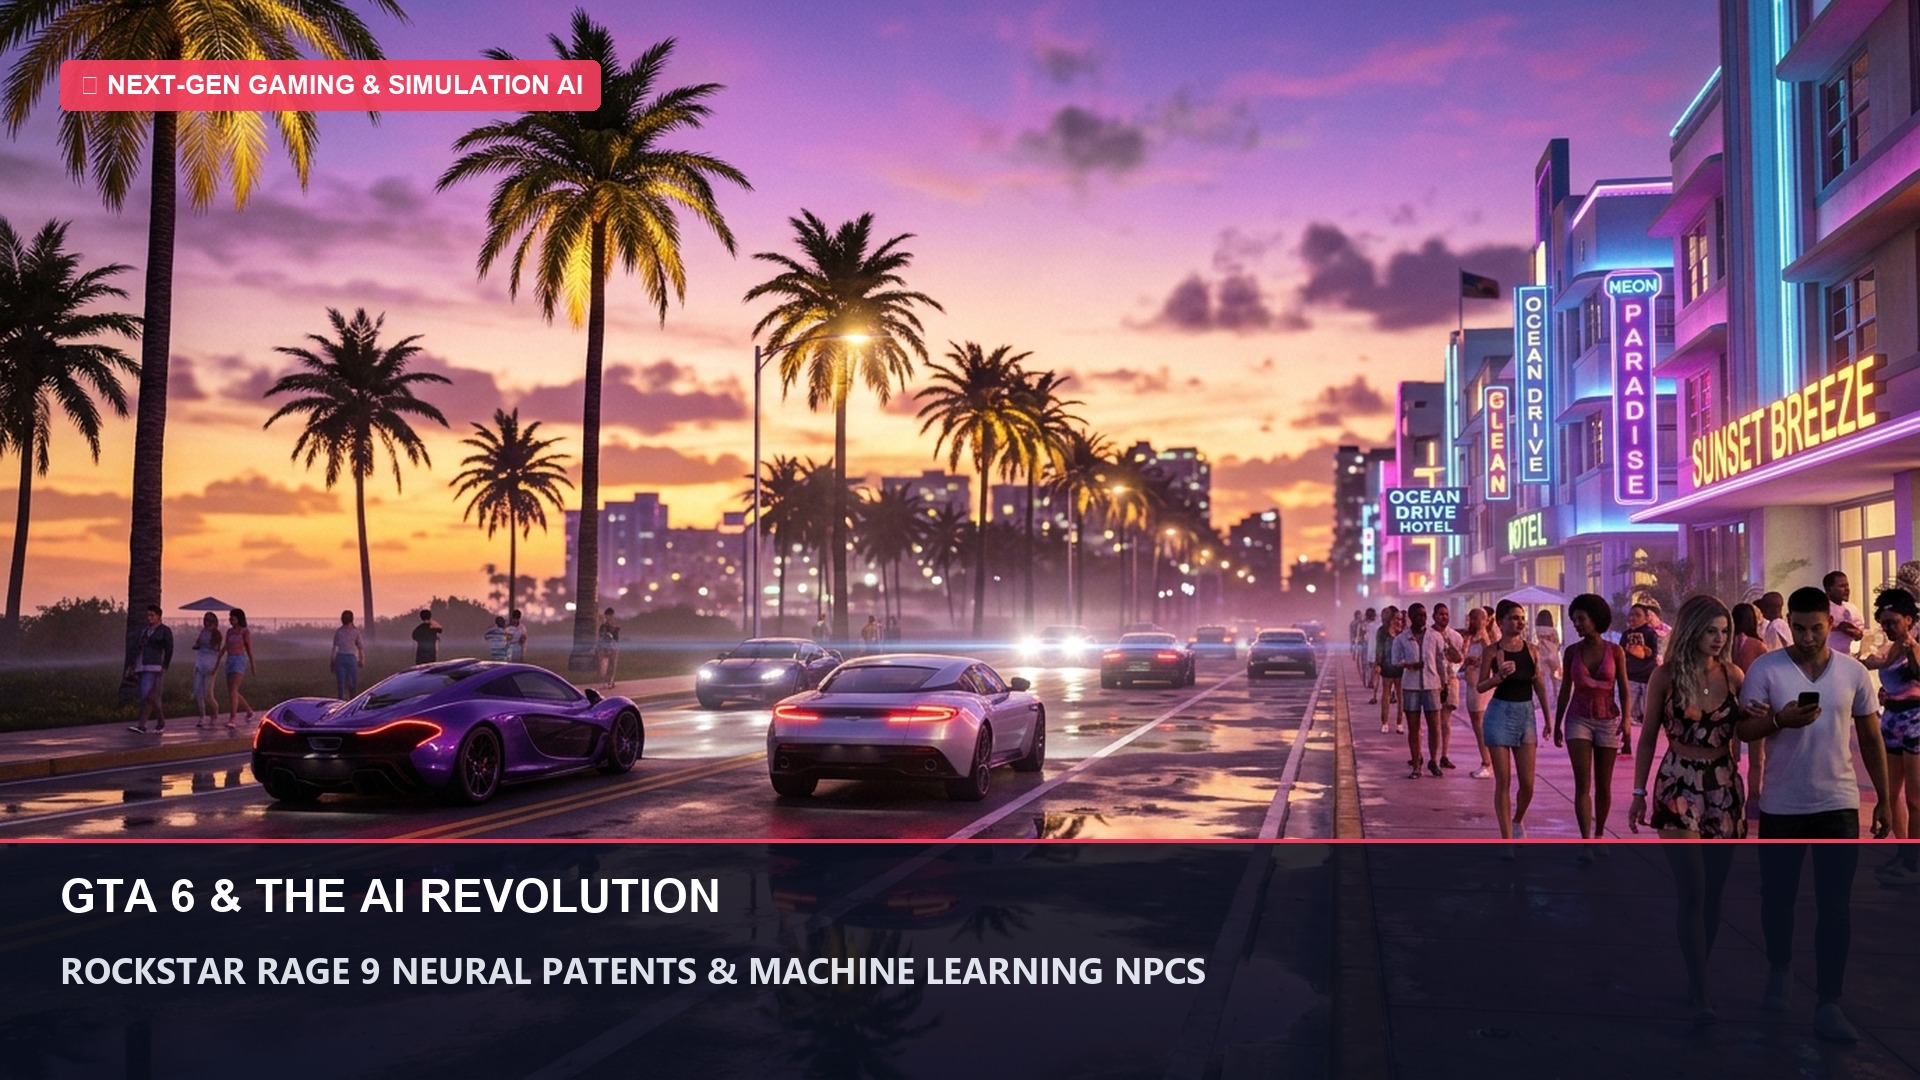 NEXT-GEN GAMING & SIMULATION AI
MEON
PARADISE
OCEAN DRIVE
GLEAN
SUNSET BREEZE
OCEAN
DRIVE
HOTEL
HOTEL
GTA 6 & THE AI REVOLUTION
ROCKSTAR RAGE 9 NEURAL PATENTS & MACHINE LEARNING NPCS